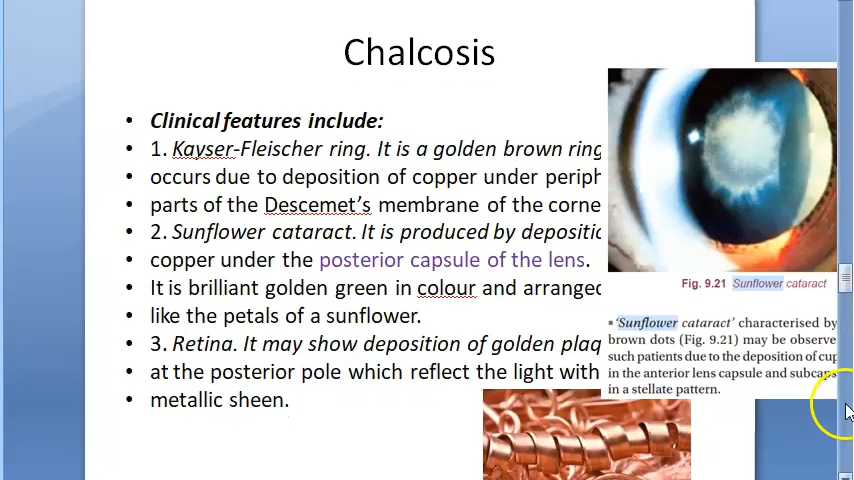 Chalcosis
• Clinical features include:
• 1. Kayser-Fleischer ring. It is a golden brown ring
• occurs due to deposition of copper under periph
• parts of the Descemet's membrane of the corne
• 2. Sunflower cataract. It is produced by depositic
• copper under the posterior capsule of the lens.
• It is brilliant golden green in colour and arranged
• like the petals of a sunflower.
• 3. Retina. It may show deposition of golden plaq
• at the posterior pole which reflect the light with
• metallic sheen.
Fig. 9.21 Sunflower cataract
▪ ‘Sunflower cataract’ characterised by
brown dots (Fig. 9.21) may be observe
such patients due to the deposition of cup
in the anterior lens capsule and subcaps
in a stellate pattern.